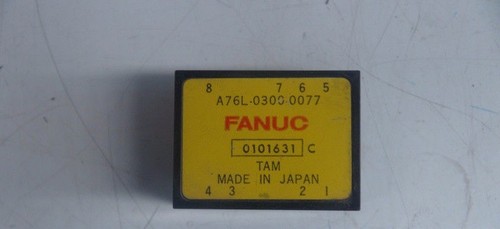 8 7 6 5
A76L-0300-0077
FANUC
0101631 C
TAM
MADE IN JAPAN
4 3 2 1